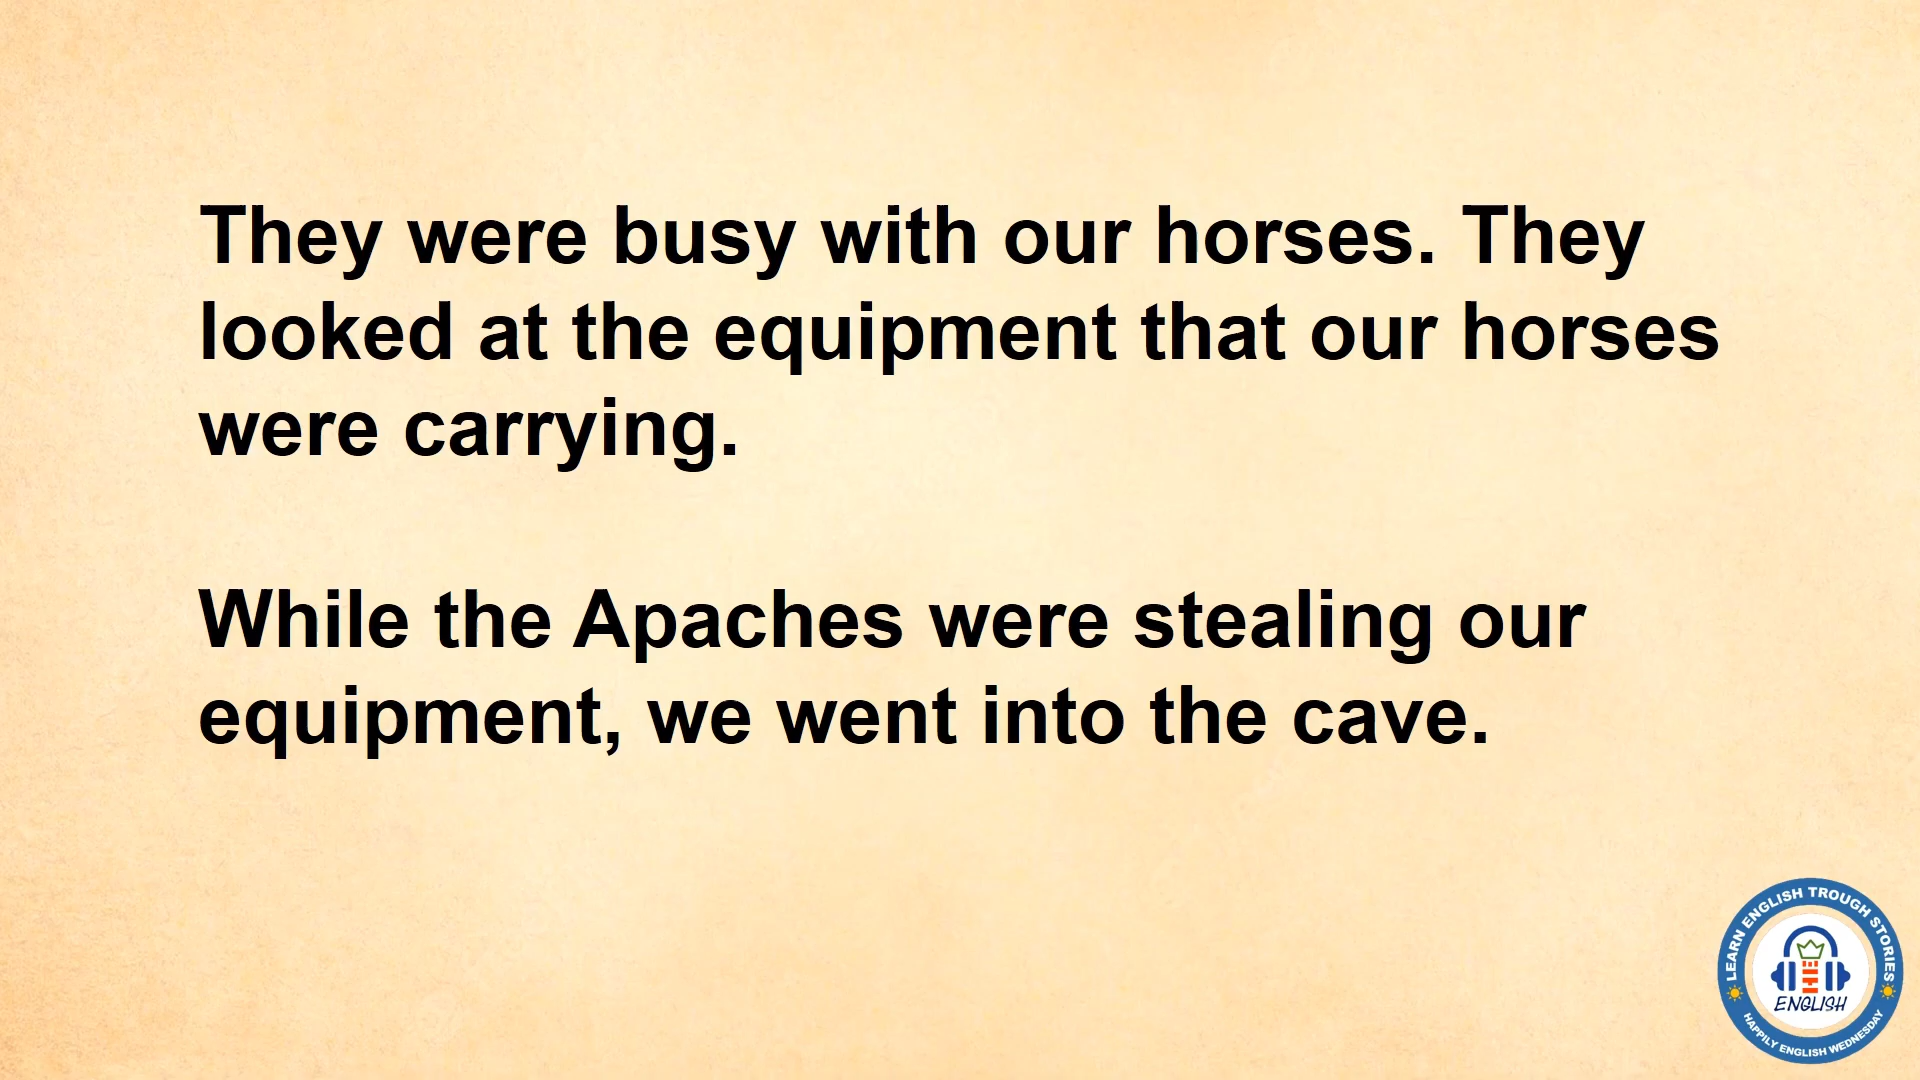 They were busy with our horses. They
looked at the equipment that our horses
were carrying.
While the Apaches were stealing our
equipment, we went into the cave.
LEARN ENGLISH TROUGH STORIES
ENGLISH
HAPPILY ENGLISH WEDNESDAY